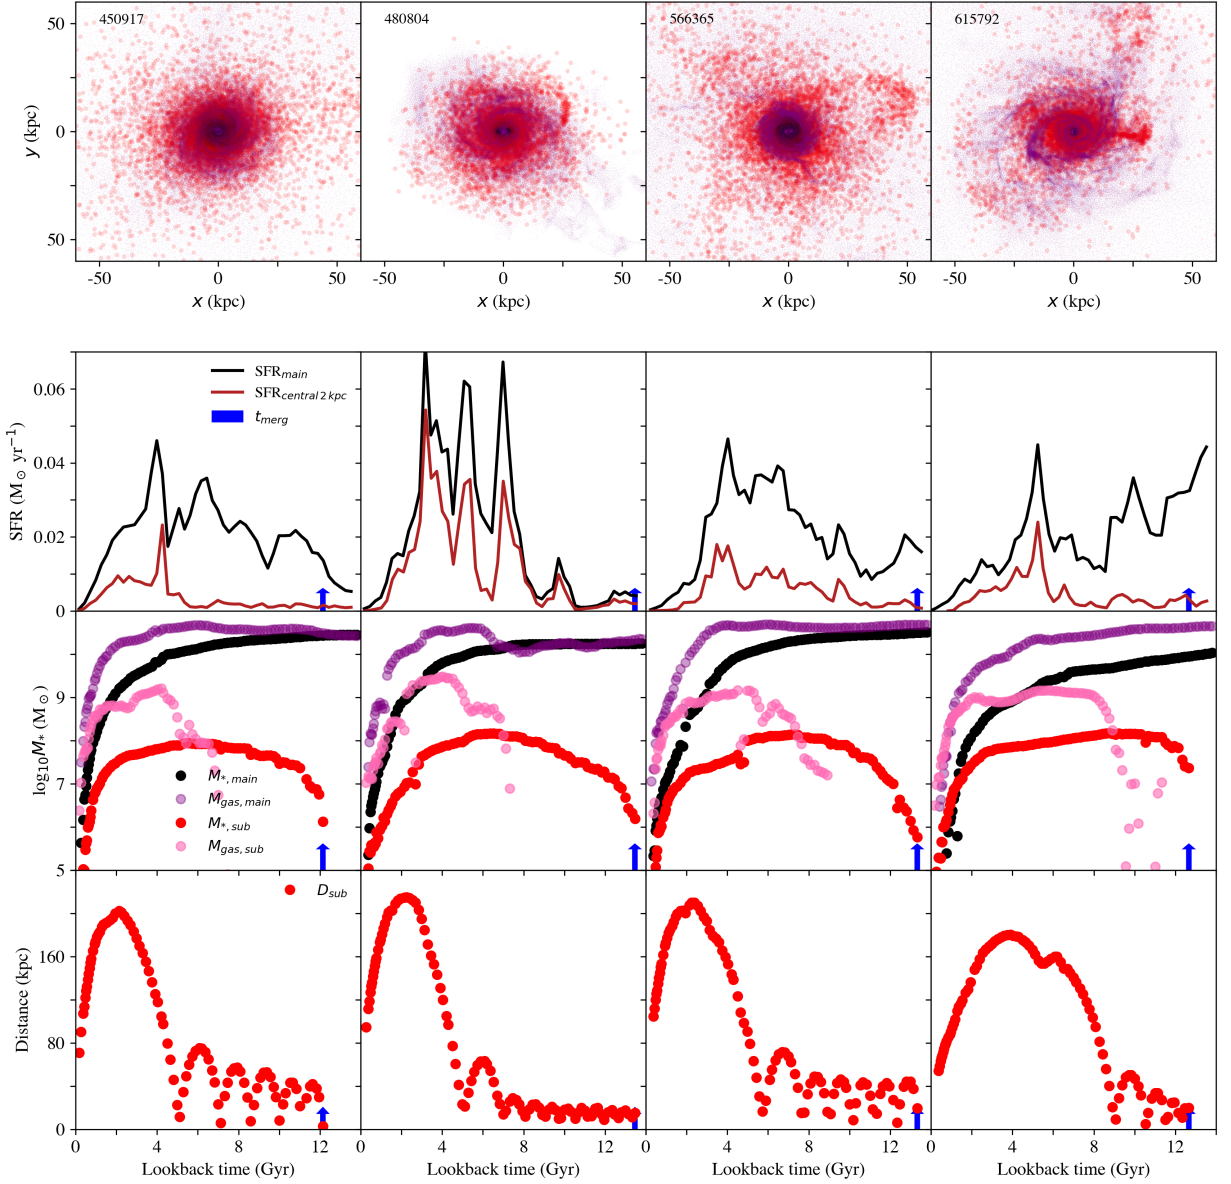 450917 480804 566365 615792
50
0
50
y (kpc)
-50 0 50 -50 0 50 -50 0 50 -50 0 50
x (kpc) x (kpc) x (kpc) x (kpc)
0.06
0.04
0.02
0
SFR (M⊙ yr⁻¹)
SFR_main
SFR_central 2 kpc
t_merg
9
7
5
log₁₀M* (M⊙)
M*,main
M_gas,main
M*,sub
M_gas,sub
160
80
0
Distance (kpc)
D_sub
0 4 8 12 0 4 8 12 0 4 8 12 0 4 8 12
Lookback time (Gyr) Lookback time (Gyr) Lookback time (Gyr) Lookback time (Gyr)